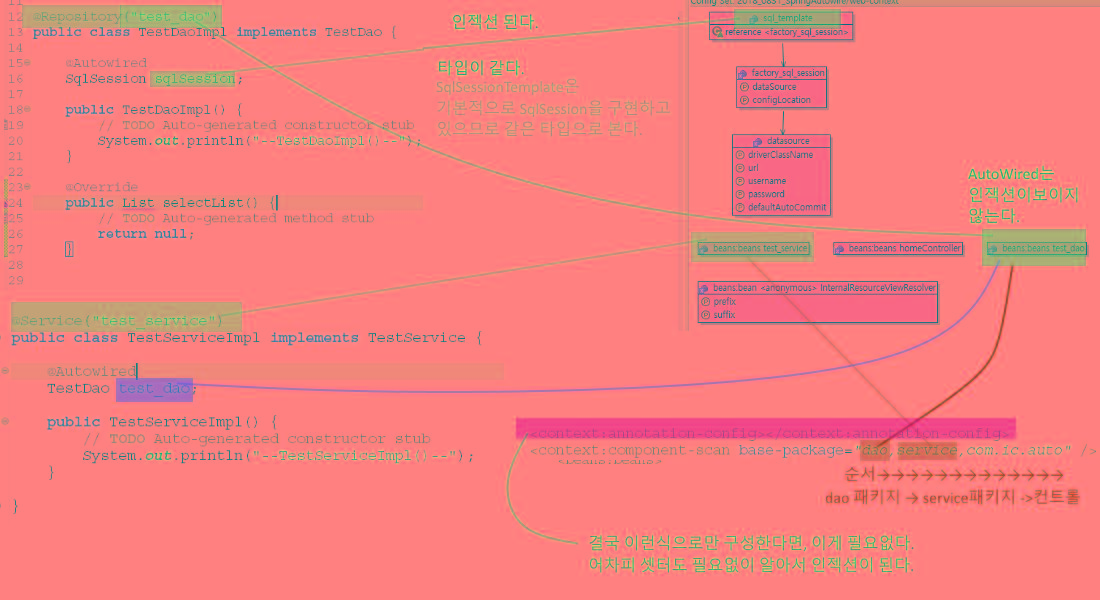 Config Set: 2018_0831_SpringAutowire/web-context
11
12 @Repository("test_dao")
13 public class TestDaoImpl implements TestDao {
14
15 @Autowired
16 SqlSession sqlSession;
17
18 public TestDaoImpl() {
19 // TODO Auto-generated constructor stub
20 System.out.println("--TestDaoImpl()--");
21 }
22
23 @Override
24 public List selectList() {
25 // TODO Auto-generated method stub
26 return null;
27 }
28
29
인젝션 된다.
타입이 같다.
SqlSessionTemplate은
기본적으로 SqlSession을 구현하고
있으므로 같은 타입으로 본다.
sql_template
reference <factory_sql_session>
factory_sql_session
dataSource
configLocation
datasource
driverClassName
url
username
password
defaultAutoCommit
AutoWired는
인젝션이보이지
않는다..
beans:beans test_service
beans:beans homeController
beans:beans test_dao
beans:bean <anonymous> InternalResourceViewResolver
prefix
suffix
@Service("test_service")
public class TestServiceImpl implements TestService {
@Autowired
TestDao test_dao;
public TestServiceImpl() {
// TODO Auto-generated constructor stub
System.out.println("--TestServiceImpl()--");
}
}
<context:annotation-config></context:annotation-config>
<context:component-scan base-package="dao,service,com.ic.auto" />
순서→→→→→→→→→→→→→
dao 패키지 → service패키지 ->컨트롤
결국 이런식으로만 구성한다면, 이게 필요없다.
어차피 셋터도 필요없이 알아서 인젝션이 된다.